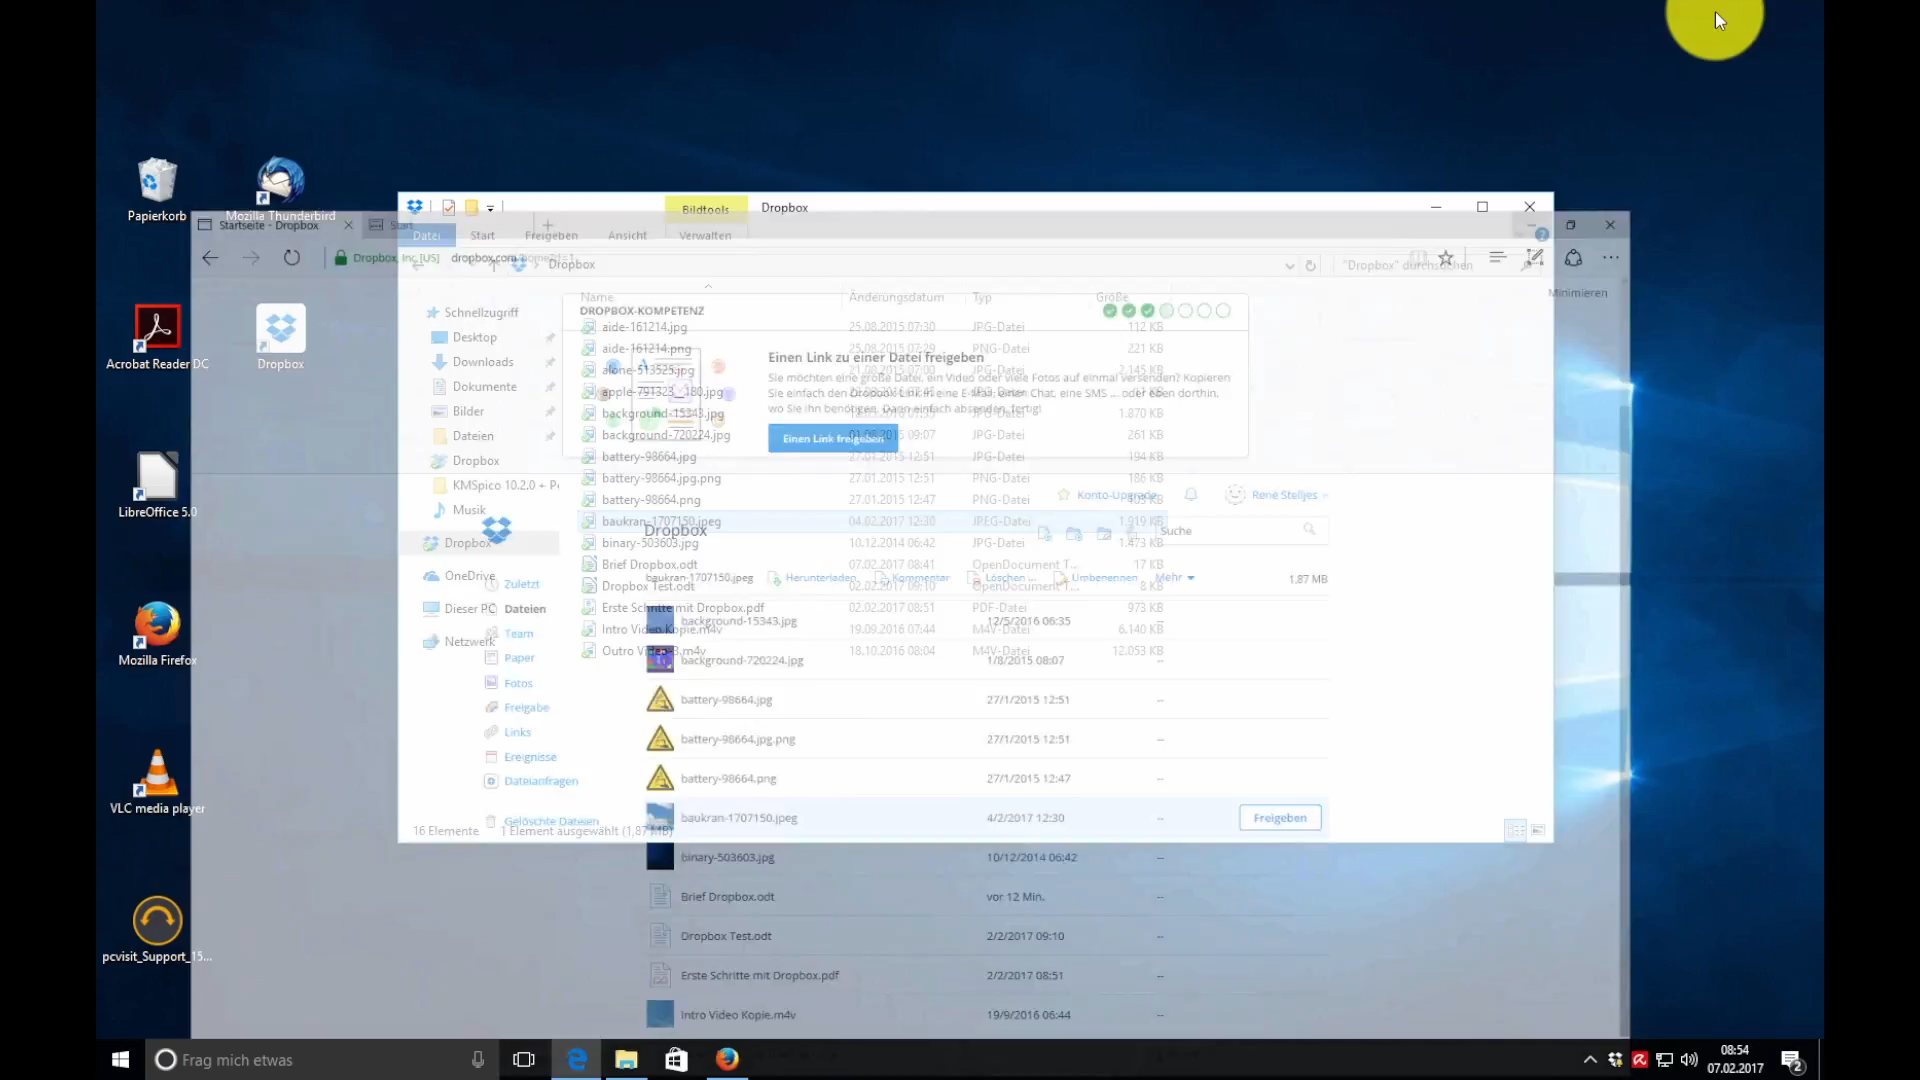 Papierkorb
Mozilla Thunderbird
Acrobat Reader DC
Dropbox
LibreOffice 5.0
Mozilla Firefox
VLC media player
pcvisit_Support_15...
Bildtools
Dropbox
Startseite - Dropbox
Start
Datei
Start
Freigeben
Ansicht
Verwalten
Dropbox, Inc. [US]
dropbox.com
Dropbox
"Dropbox" durchsuchen
Minimieren
Schnellzugriff
Desktop
Downloads
Dokumente
Bilder
Dateien
Dropbox
KMSpico 10.2.0 + P
Musik
Dropbox
OneDrive
Dieser PC
Netzwerk
Name
Änderungsdatum
Typ
Größe
aide-161214.jpg 25.08.2015 07:30 JPG-Datei 112 KB
aide-161214.png 25.08.2015 07:29 PNG-Datei 221 KB
alone-513525.jpg JPG-Datei 2.145 KB
apple-791323_180.jpg
background-15343.jpg JPG-Datei 1.870 KB
background-720224.jpg 09:07 JPG-Datei 261 KB
battery-98664.jpg 27.01.2015 12:51 JPG-Datei 194 KB
battery-98664.jpg.png 27.01.2015 12:51 PNG-Datei 186 KB
battery-98664.png 27.01.2015 12:47 PNG-Datei
baukran-1707150.jpeg 04.02.2017 12:30 JPEG-Datei 1.919 KB
binary-503603.jpg 10.12.2014 06:42 JPG-Datei 1.473 KB
Brief Dropbox.odt 07.02.2017 08:41 OpenDocument T... 17 KB
Dropbox Test.odt 02.02.2017 09:10 OpenDocument T... 8 KB
Erste Schritte mit Dropbox.pdf 02.02.2017 08:51 PDF-Datei 973 KB
Intro Video Kopie.m4v 19.09.2016 07:44 M4V-Datei 6.140 KB
Outro Video 3.m4v 18.10.2016 08:04 M4V-Datei 12.053 KB
16 Elemente
1 Element ausgewählt (1,87 MB)
DROPBOX-KOMPETENZ
Einen Link zu einer Datei freigeben
Sie möchten eine große Datei, ein Video oder viele Fotos auf einmal versenden? Kopieren
Sie einfach den Dropbox-Link in eine E-Mail, einen Chat, eine SMS ... oder eben dorthin,
wo Sie ihn benötigen. Dann einfach absenden, fertig!
Einen Link freigeben
Konto-Upgrade
René Stelljes
Dropbox
Suche
baukran-1707150.jpeg
Herunterladen
Kommentar
Löschen ...
Umbenennen
Mehr
1.87 MB
Zuletzt
Dateien
Team
Paper
Fotos
Freigabe
Links
Ereignisse
Dateianfragen
Gelöschte Dateien
background-15343.jpg 12/5/2016 06:35 --
background-720224.jpg 1/8/2015 08:07 --
battery-98664.jpg 27/1/2015 12:51 --
battery-98664.jpg.png 27/1/2015 12:51 --
battery-98664.png 27/1/2015 12:47 --
baukran-1707150.jpeg 4/2/2017 12:30 Freigeben
binary-503603.jpg 10/12/2014 06:42 --
Brief Dropbox.odt vor 12 Min. --
Dropbox Test.odt 2/2/2017 09:10 --
Erste Schritte mit Dropbox.pdf 2/2/2017 08:51 --
Intro Video Kopie.m4v 19/9/2016 06:44 --
Frag mich etwas
08:54
07.02.2017
2